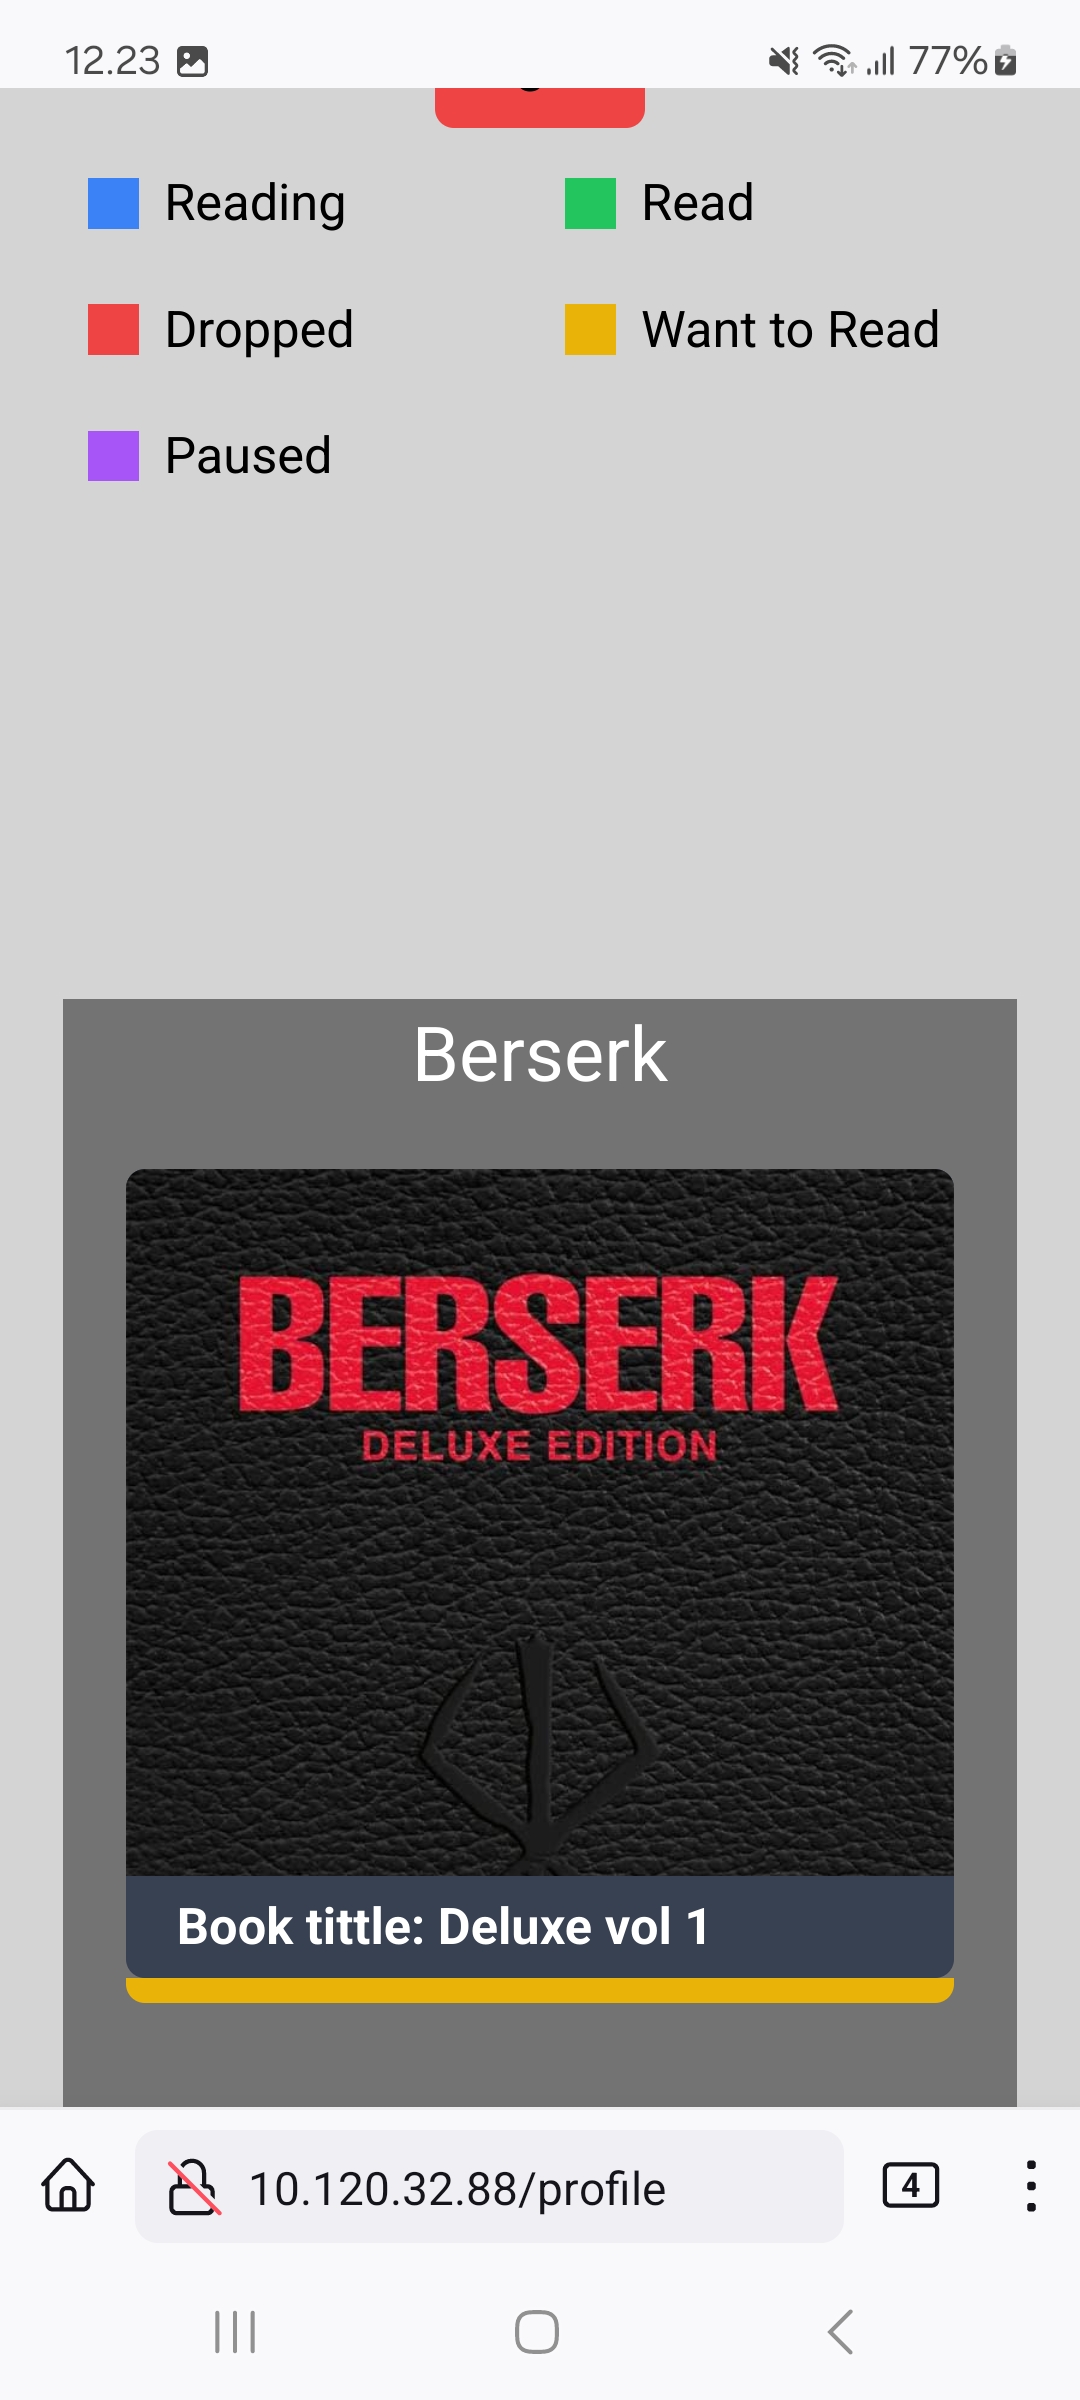 12.23
77%
Reading
Read
Dropped
Want to Read
Paused
Berserk
BERSERK
DELUXE EDITION
Book tittle: Deluxe vol 1
10.120.32.88/profile
4